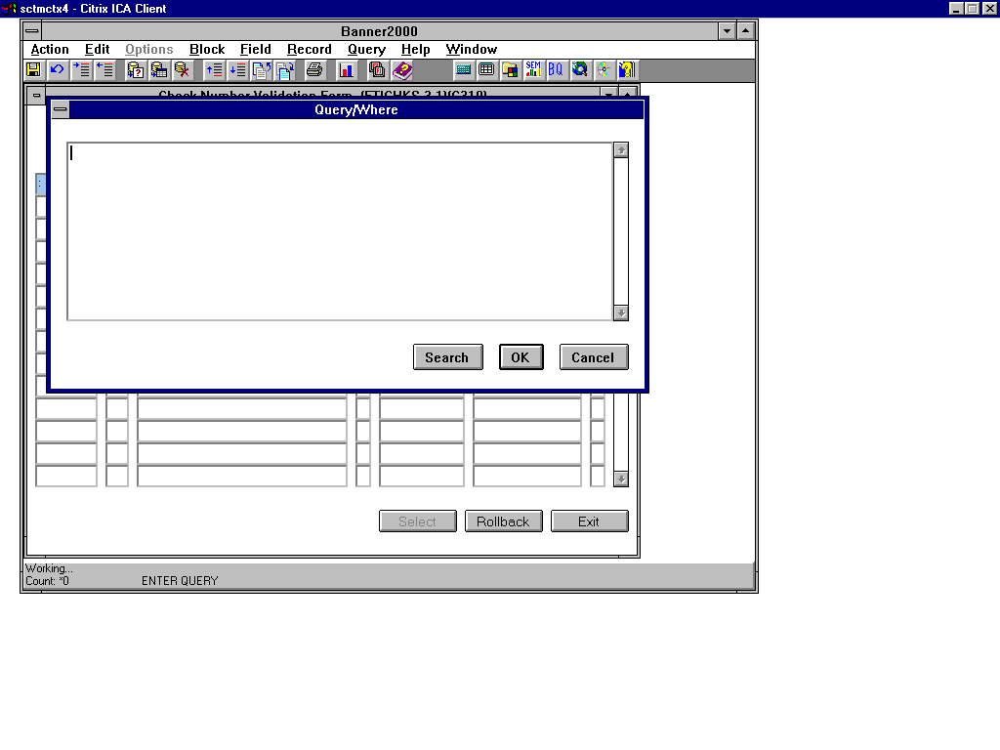 sctmctx4 - Citrix ICA Client
Banner2000
Action Edit Options Block Field Record Query Help Window
SEM BQ
Check Number Validation Form (FTICHKS 3.1)(C310)
Query/Where
:
Search OK Cancel
Select Rollback Exit
Working...
Count: *0 ENTER QUERY